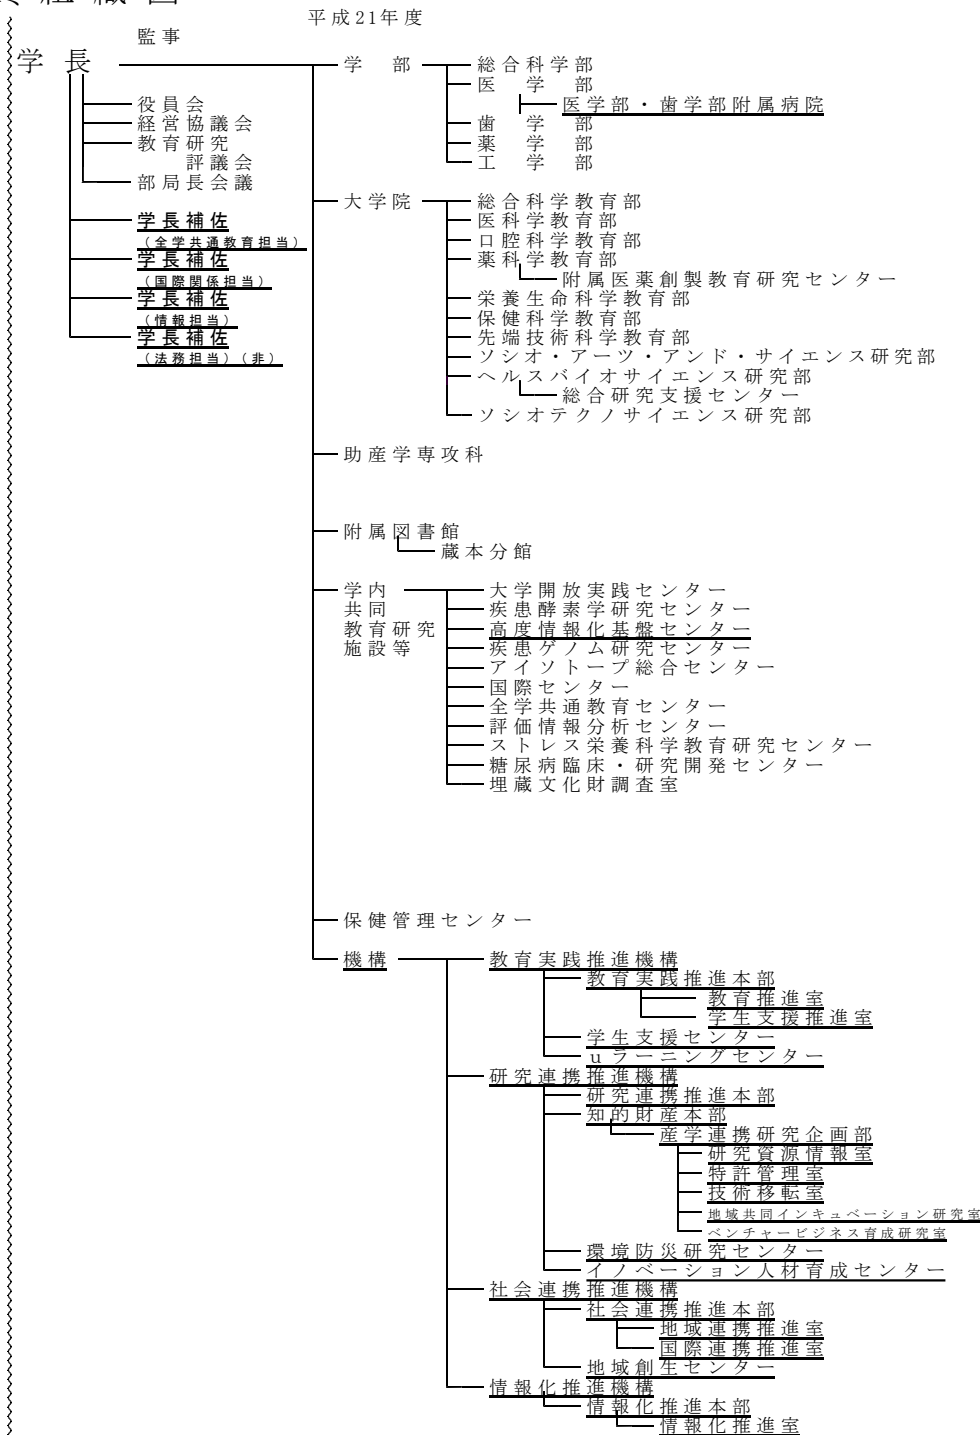 組織図
平成21年度
監事
学長
役員会
経営協議会
教育研究
評議会
部局長会議
学長補佐
(全学共通教育担当)
学長補佐
(国際関係担当)
学長補佐
(情報担当)
学長補佐
(法務担当)(非)
学部
総合科学部
医学部
医学部・歯学部附属病院
歯学部
薬学部
工学部
大学院
総合科学教育部
医科学教育部
口腔科学教育部
薬科学教育部
附属医薬創製教育研究センター
栄養生命科学教育部
保健科学教育部
先端技術科学教育部
ソシオ・アーツ・アンド・サイエンス研究部
ヘルスバイオサイエンス研究部
総合研究支援センター
ソシオテクノサイエンス研究部
助産学専攻科
附属図書館
蔵本分館
学内
共同
教育研究
施設等
大学開放実践センター
疾患酵素学研究センター
高度情報化基盤センター
疾患ゲノム研究センター
アイソトープ総合センター
国際センター
全学共通教育センター
評価情報分析センター
ストレス栄養科学教育研究センター
糖尿病臨床・研究開発センター
埋蔵文化財調査室
保健管理センター
機構
教育実践推進機構
教育実践推進本部
教育推進室
学生支援推進室
学生支援センター
uラーニングセンター
研究連携推進機構
研究連携推進本部
知的財産本部
産学連携研究企画部
研究資源情報室
特許管理室
技術移転室
地域共同インキュベーション研究室
ベンチャービジネス育成研究室
環境防災研究センター
イノベーション人材育成センター
社会連携推進機構
社会連携推進本部
地域連携推進室
国際連携推進室
地域創生センター
情報化推進機構
情報化推進本部
情報化推進室